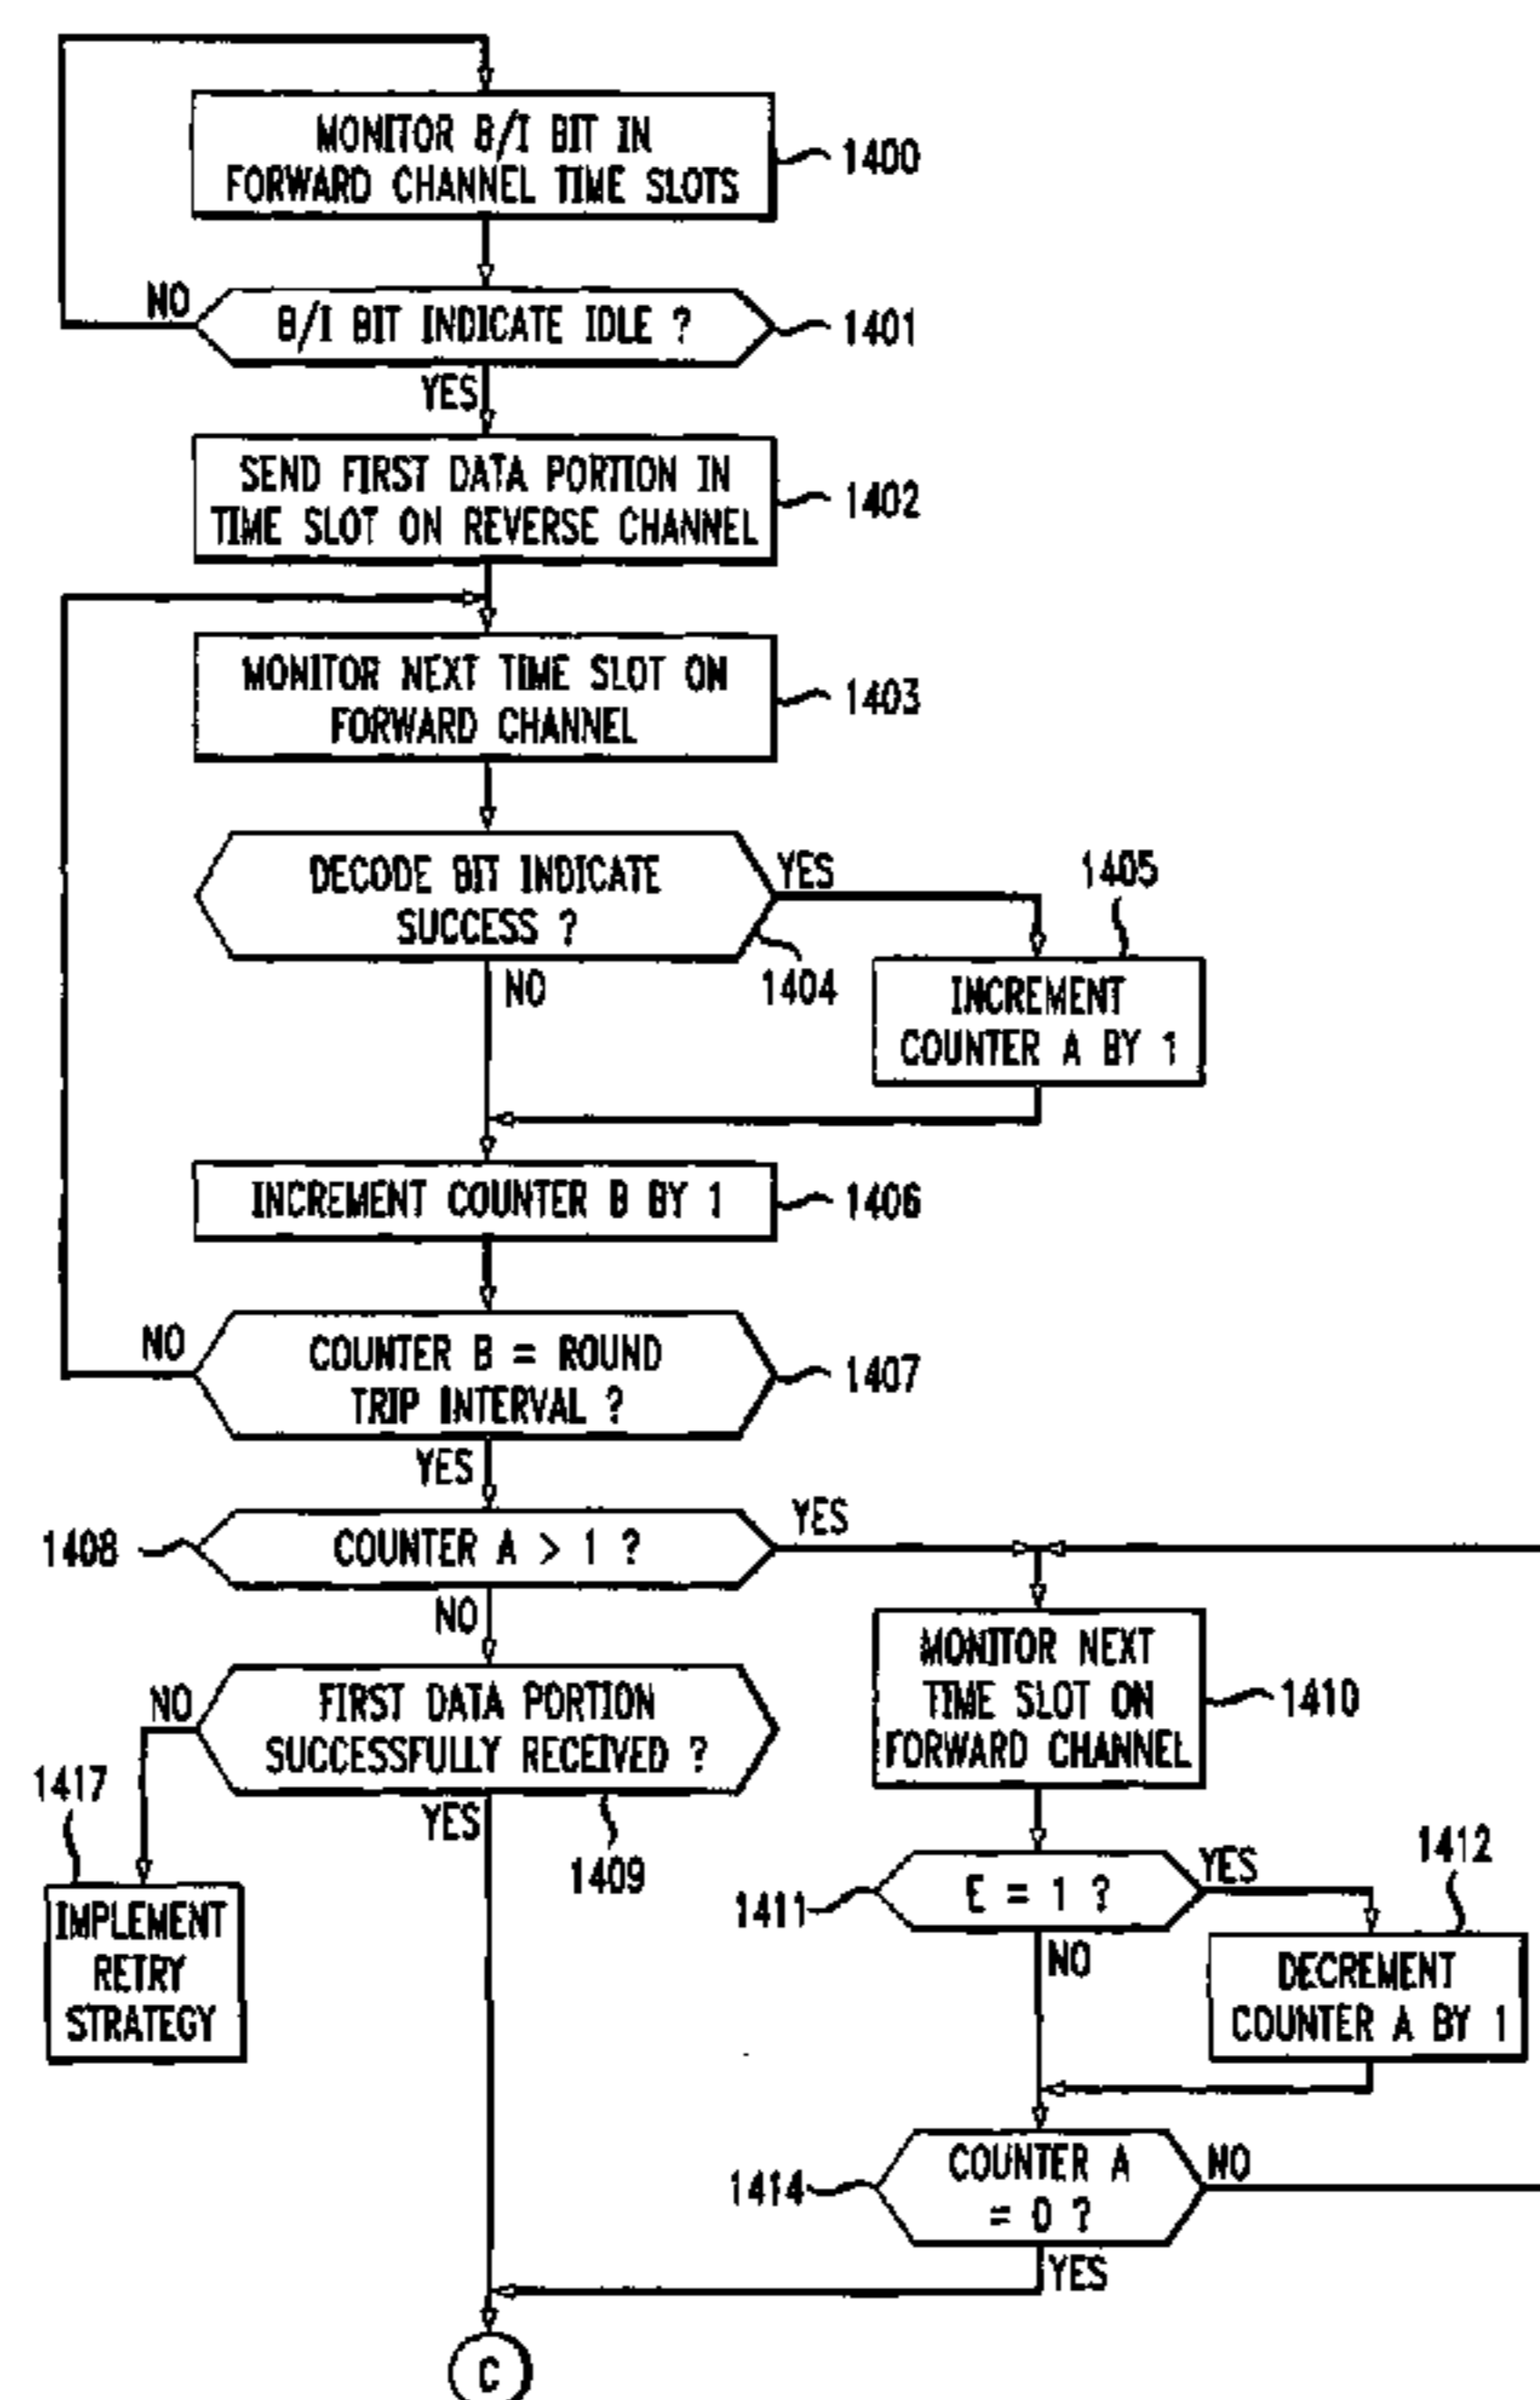 MONITOR B/I BIT IN
FORWARD CHANNEL TIME SLOTS
1400
NO
B/I BIT INDICATE IDLE ?
1401
YES
SEND FIRST DATA PORTION IN
TIME SLOT ON REVERSE CHANNEL
1402
MONITOR NEXT TIME SLOT ON
FORWARD CHANNEL
1403
DECODE BIT INDICATE
SUCCESS ?
YES
1404
NO
1405
INCREMENT
COUNTER A BY 1
INCREMENT COUNTER B BY 1
1406
NO
COUNTER B = ROUND
TRIP INTERVAL ?
1407
YES
1408
COUNTER A > 1 ?
YES
NO
NO
FIRST DATA PORTION
SUCCESSFULLY RECEIVED ?
1409
YES
1417
IMPLEMENT
RETRY
STRATEGY
MONITOR NEXT
TIME SLOT ON
FORWARD CHANNEL
1410
1411
E = 1 ?
YES
NO
1412
DECREMENT
COUNTER A BY 1
1414
COUNTER A
= 0 ?
NO
YES
C